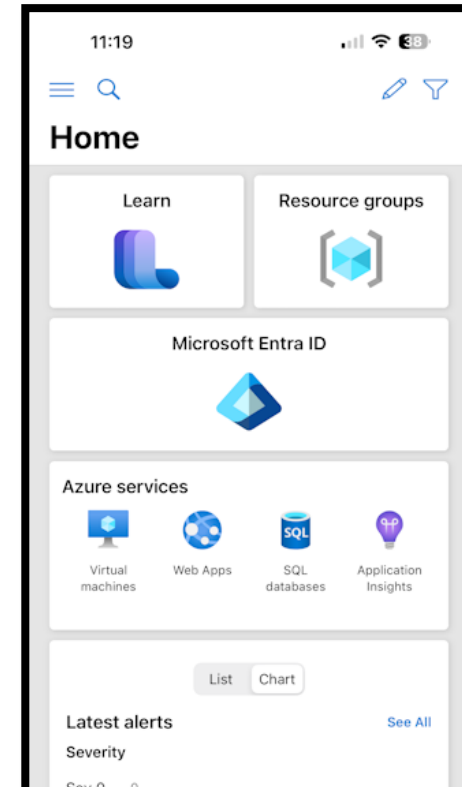 11:19
38
Home
Learn
Resource groups
Microsoft Entra ID
Azure services
SQL
Virtual
machines
Web Apps
SQL
databases
Application
Insights
List
Chart
Latest alerts
See All
Severity